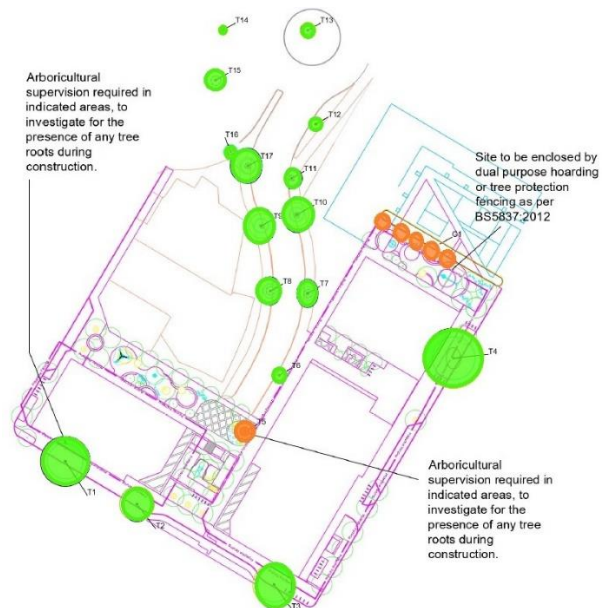 T14
T13
T15
Arboricultural
supervision required in
indicated areas, to
investigate for the
presence of any tree
roots during
construction.
T12
T16
T17
T11
Site to be enclosed by
dual purpose hoarding
or tree protection
fencing as per
BS5837:2012
T9
T10
G1
T8
T7
T4
T6
T5
T1
T2
Arboricultural
supervision required in
indicated areas, to
investigate for the
presence of any tree
roots during
construction.
T3